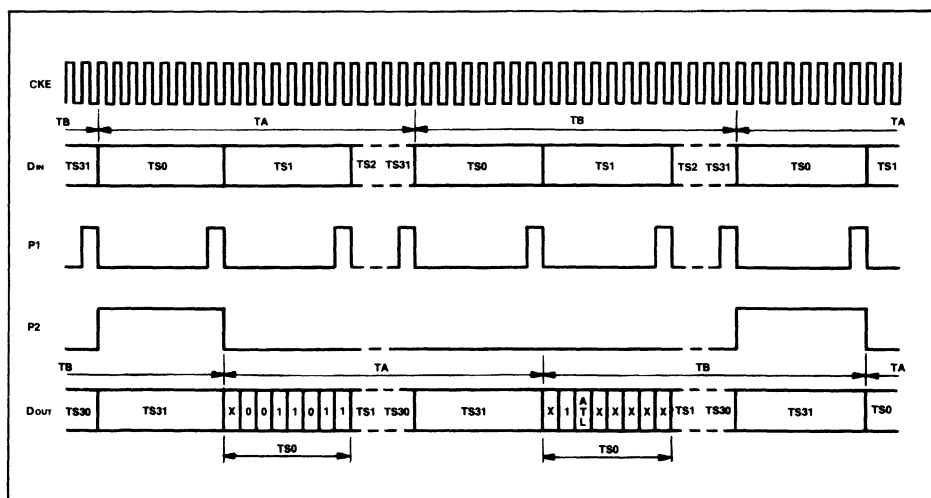 CKE
TB TA TB TA
DIN TS31 TS0 TS1 TS2 TS31 TS0 TS1 TS2 TS31 TS0 TS1
P1
P2
TB TA TB TA
DOUT TS30 TS31 X 0 0 1 1 0 1 1 TS1 TS30 TS31 X 1 ATL X X X X X TS1 TS30 TS31 TS0
TS0 TS0